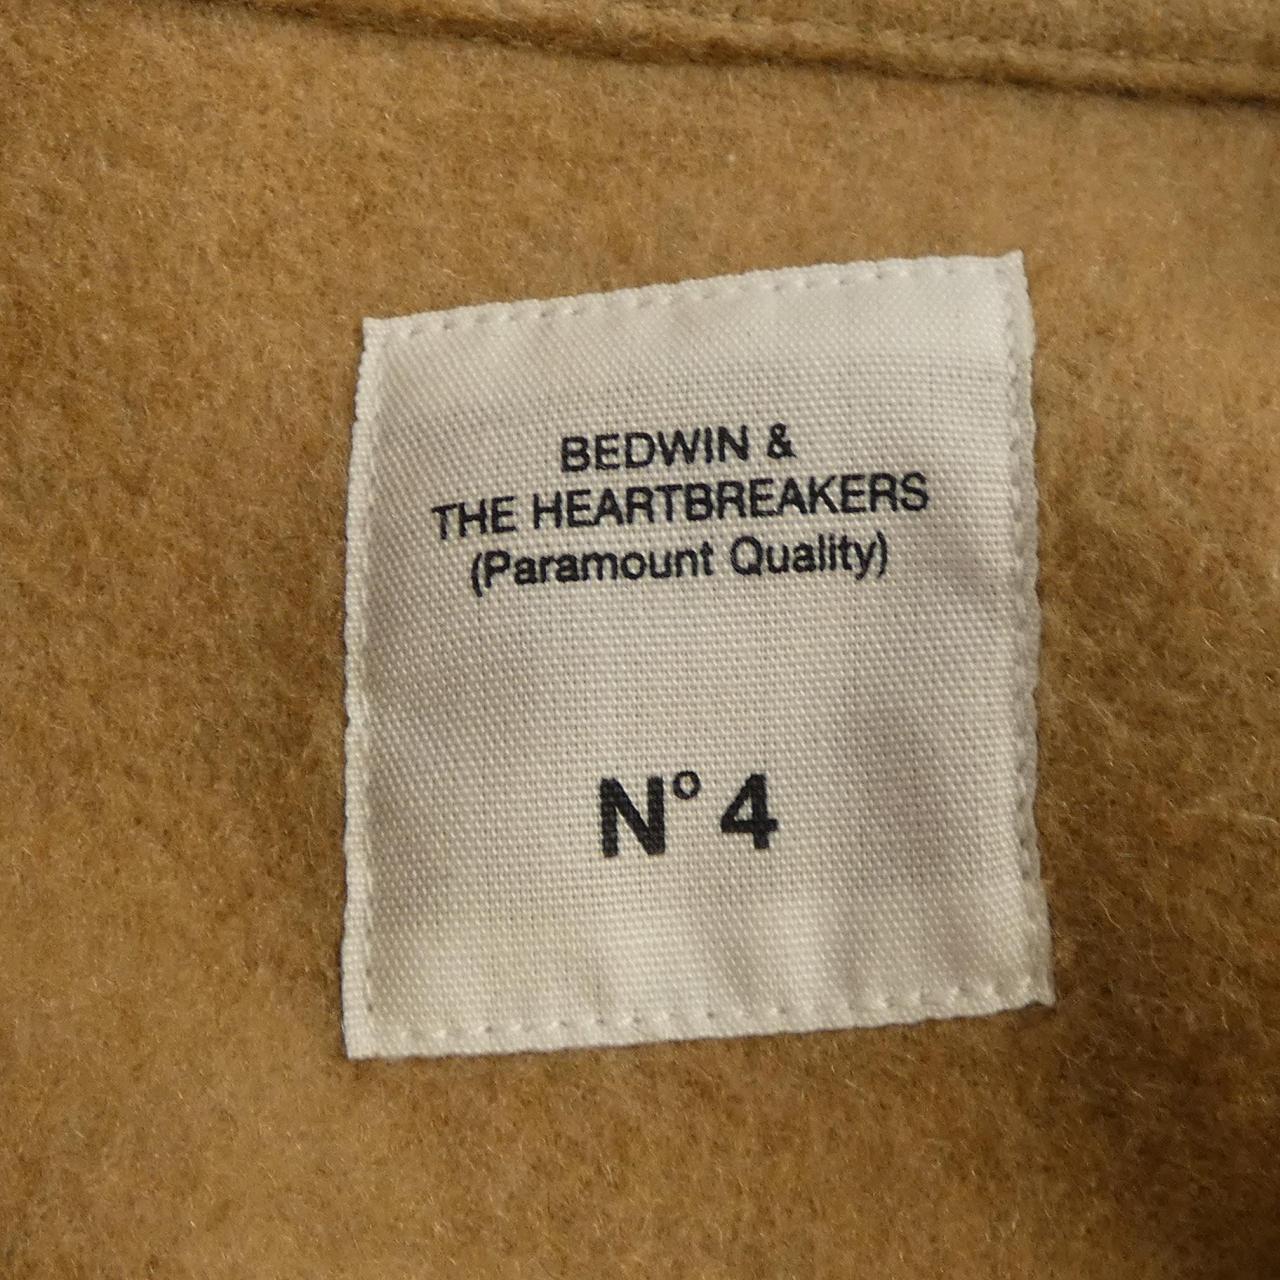 BEDWIN &
THE HEARTBREAKERS
(Paramount Quality)
N° 4